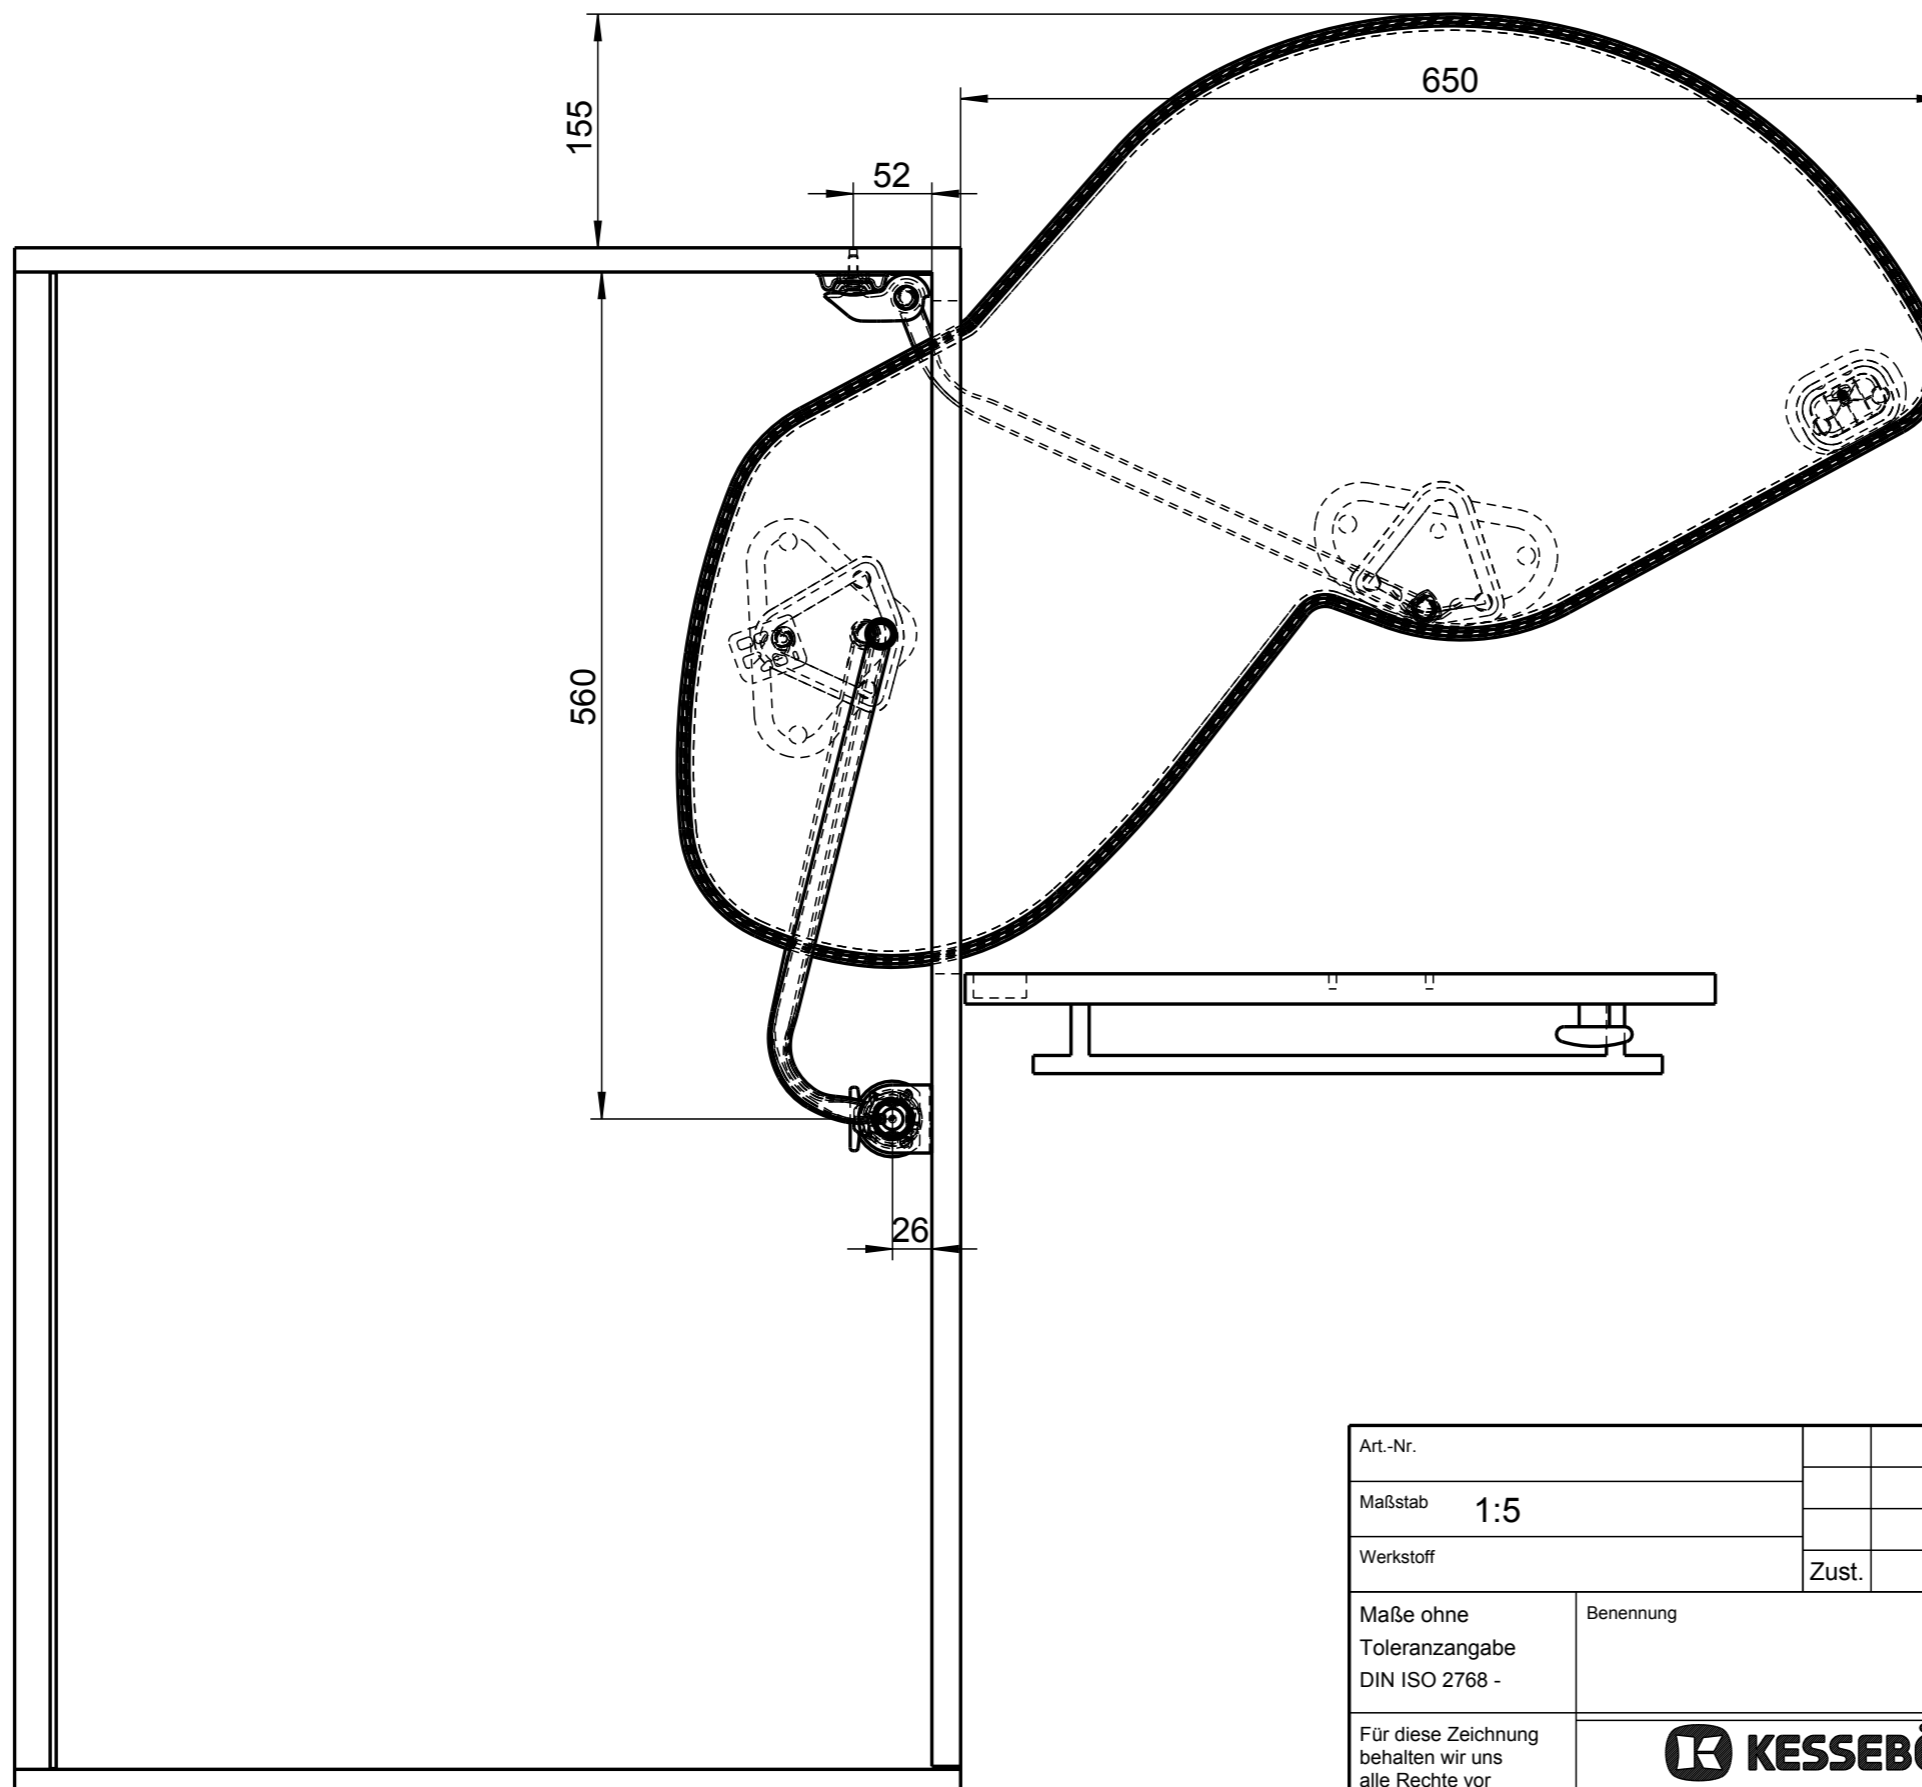 650
155
52
560
26
Art.-Nr.
Maßstab 1:5
Werkstoff
Zust.
Maße ohne
Toleranzangabe
DIN ISO 2768 -
Benennung
Für diese Zeichnung
behalten wir uns
alle Rechte vor